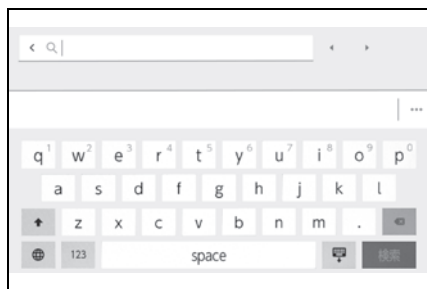 q1 w2 e3 r4 t5 y6 u7 i8 o9 p0
a s d f g h j k l
z x c v b n m .
123 space 検索